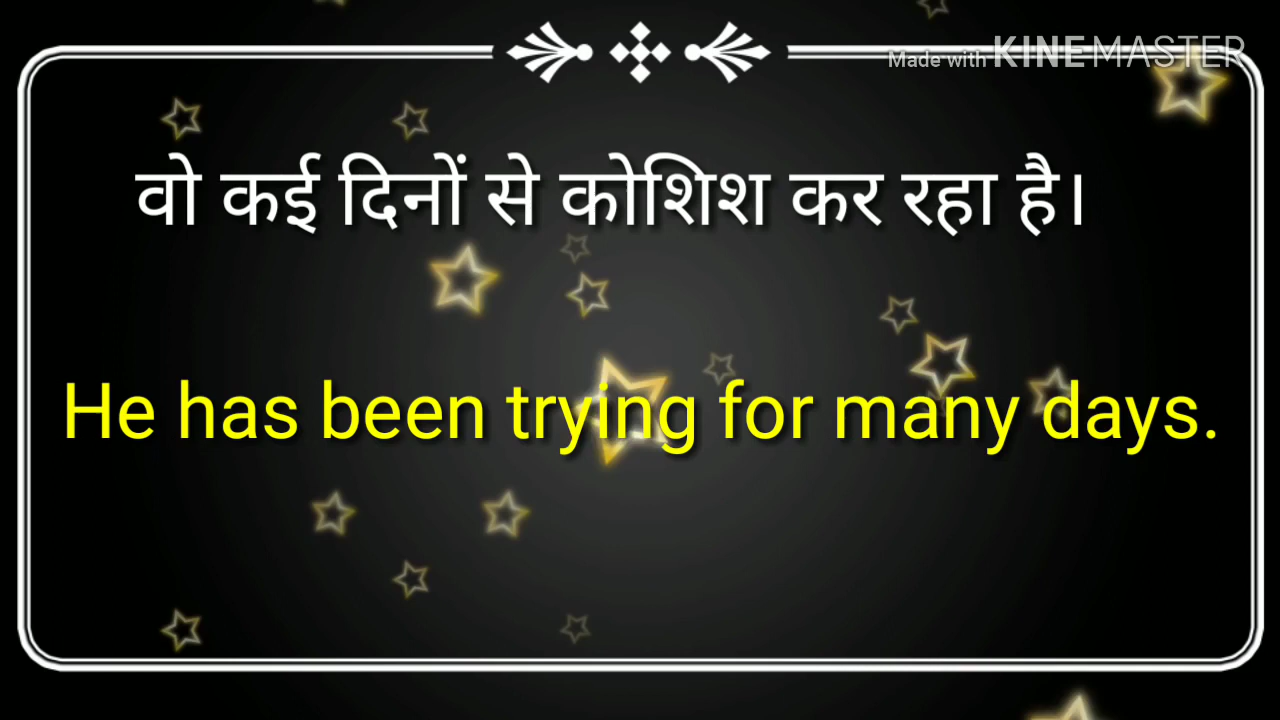 Made with KINEMASTER
वो कई दिनों से कोशिश कर रहा है।
He has been trying for many days.